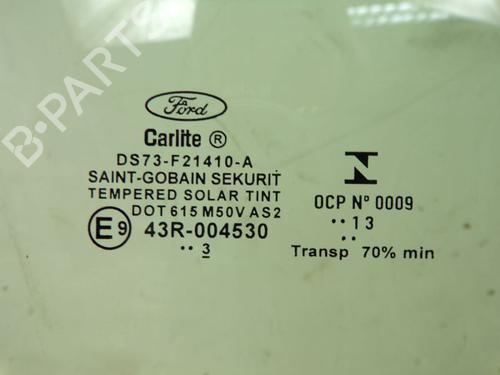 B-PARTS
Ford
Carlite ®
DS73-F21410-A
SAINT-GOBAIN SEKURIT
TEMPERED SOLAR TINT
DOT 615 M50V AS2
E9 43R-004530
.. 3
N
OCP Nº 0009
..13
Transp 70% min